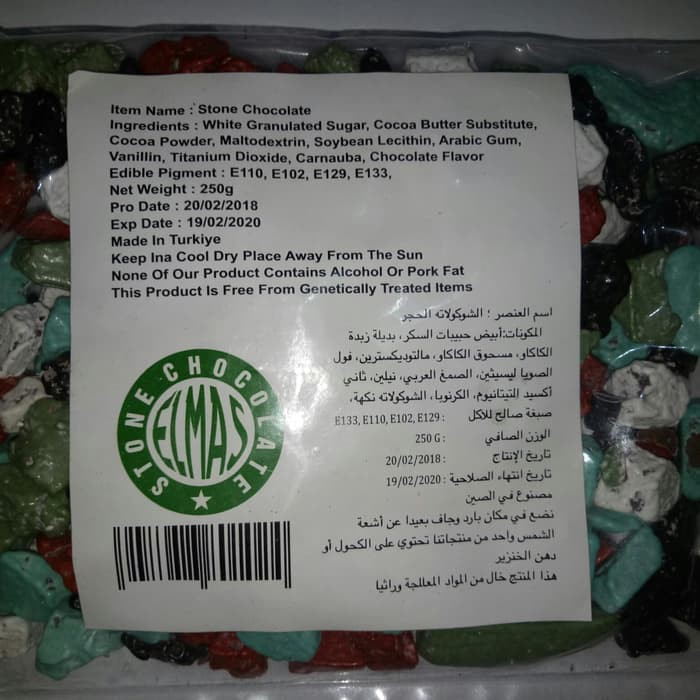 Item Name : Stone Chocolate
Ingredients : White Granulated Sugar, Cocoa Butter Substitute,
Cocoa Powder, Maltodextrin, Soybean Lecithin, Arabic Gum,
Vanillin, Titanium Dioxide, Carnauba, Chocolate Flavor
Edible Pigment : E110, E102, E129, E133,
Net Weight : 250g
Pro Date : 20/02/2018
Exp Date : 19/02/2020
Made In Turkiye
Keep Ina Cool Dry Place Away From The Sun
None Of Our Product Contains Alcohol Or Pork Fat
This Product Is Free From Genetically Treated Items
اسم العنصر : الشوكولاته الحجر
المكونات:أبيض حبيبات السكر، بديلة زبدة
الكاكاو، مسحوق الكاكاو، مالتوديكسترين، فول
الصويا ليسيثين، الصمغ العربي، نيلين، ثاني
أكسيد التيتانيوم، الكرنوبا، الشوكولاته نكهة،
صبغة صالح للأكل : E133, E110, E102, E129
الوزن الصافي : 250 G
تاريخ الإنتاج : 20/02/2018
تاريخ انتهاء الصلاحية : 19/02/2020
مصنوع في الصين
نضع في مكان بارد وجاف بعيدا عن أشعة
الشمس واحد من منتجاتنا تحتوي على الكحول أو
دهن الخنزير
هذا المنتج خال من المواد المعاللجة وراثيا
STONE CHOCOLATE
ELMAS